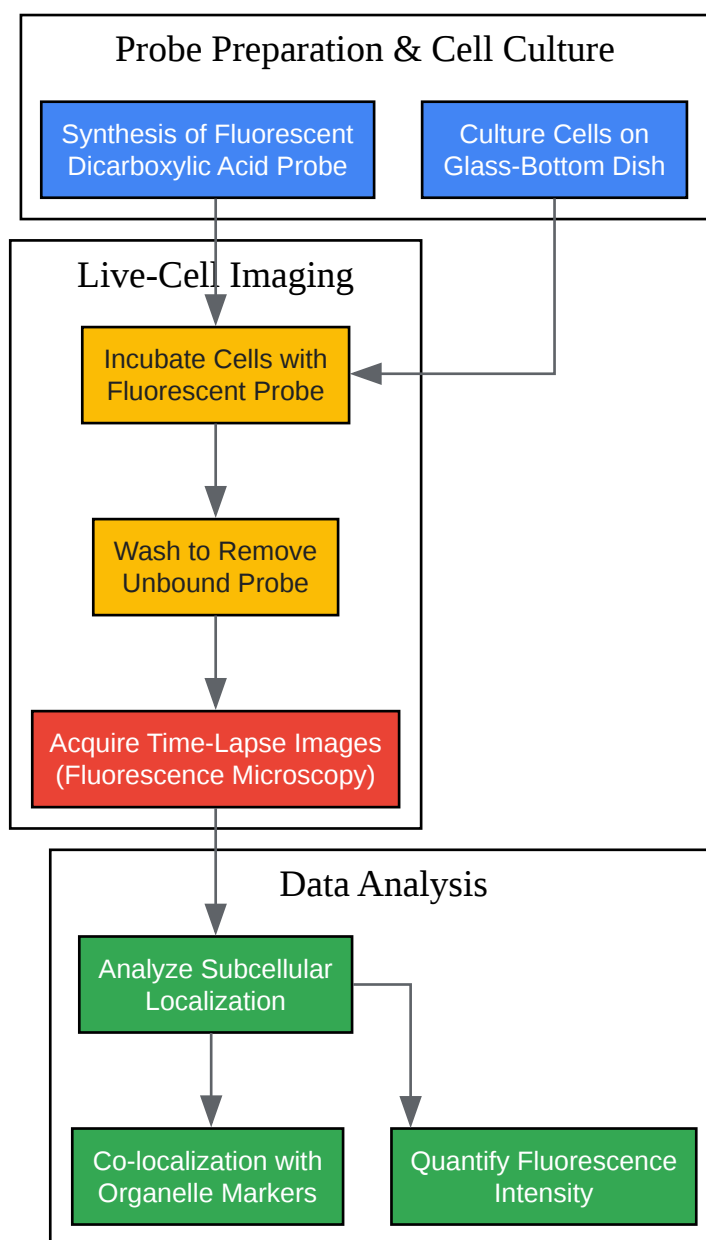 Probe Preparation & Cell Culture
Synthesis of Fluorescent
Dicarboxylic Acid Probe
Culture Cells on
Glass-Bottom Dish
Live-Cell Imaging
Incubate Cells with
Fluorescent Probe
Wash to Remove
Unbound Probe
Acquire Time-Lapse Images
(Fluorescence Microscopy)
Data Analysis
Analyze Subcellular
Localization
Co-localization with
Organelle Markers
Quantify Fluorescence
Intensity